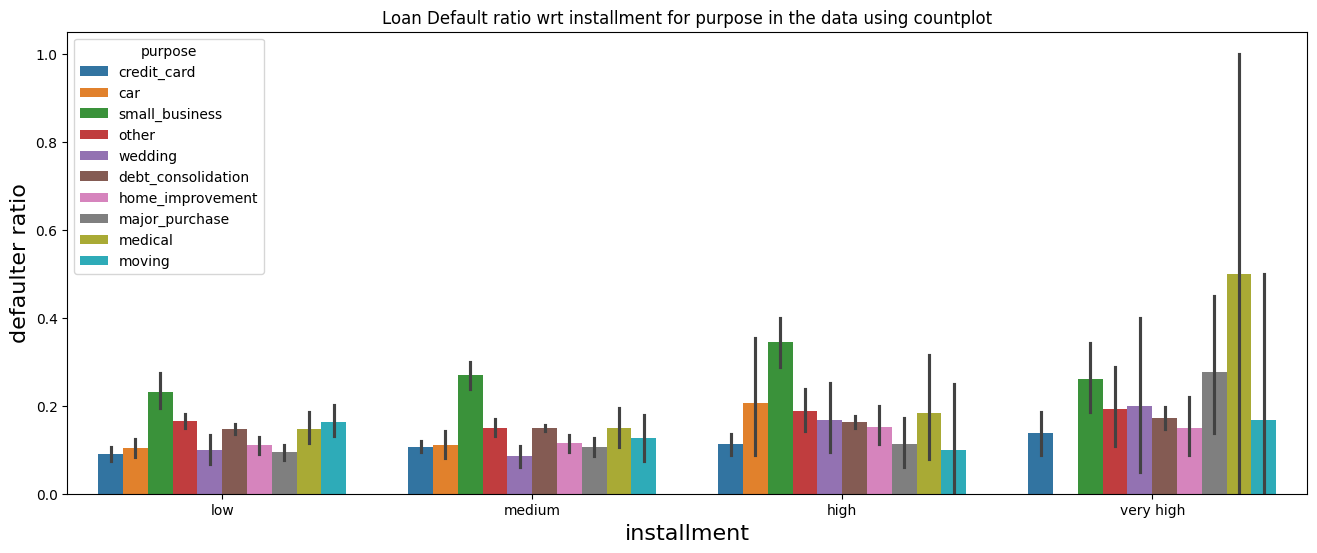 Loan Default ratio wrt installment for purpose in the data using countplot
purpose
credit_card
car
small_business
other
wedding
debt_consolidation
home_improvement
major_purchase
medical
moving
defaulter ratio
1.0
0.8
0.6
0.4
0.2
0.0
low
medium
high
very high
installment